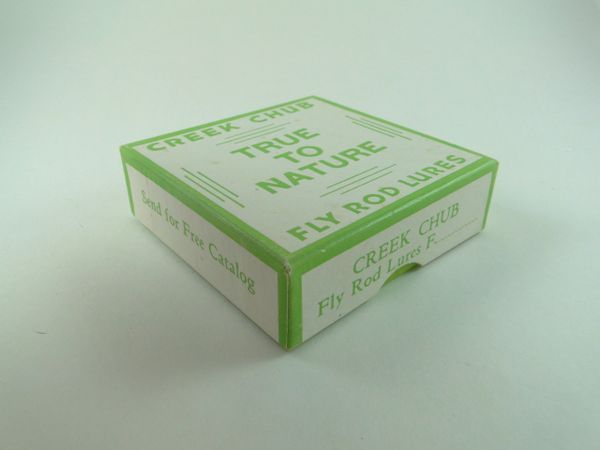 CREEK CHUB
TRUE
TO
NATURE
FLY ROD LURES
Send for Free Catalog
CREEK CHUB
Fly Rod Lures F..............